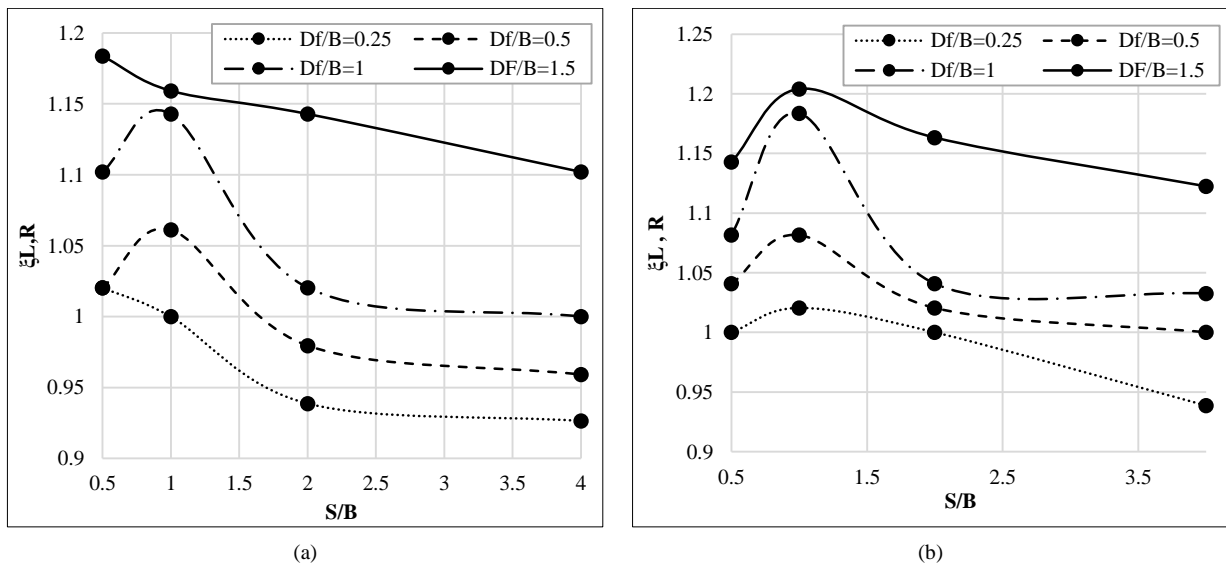 Df/B=0.25 Df/B=0.5
Df/B=1 DF/B=1.5
1.2
1.15
1.1
1.05
1
0.95
0.9
ξL,R
0.5 1 1.5 2 2.5 3 3.5 4
S/B
(a)
Df/B=0.25 Df/B=0.5
Df/B=1 DF/B=1.5
1.25
1.2
1.15
1.1
1.05
1
0.95
0.9
ξL , R
0.5 1.5 2.5 3.5
S/B
(b)